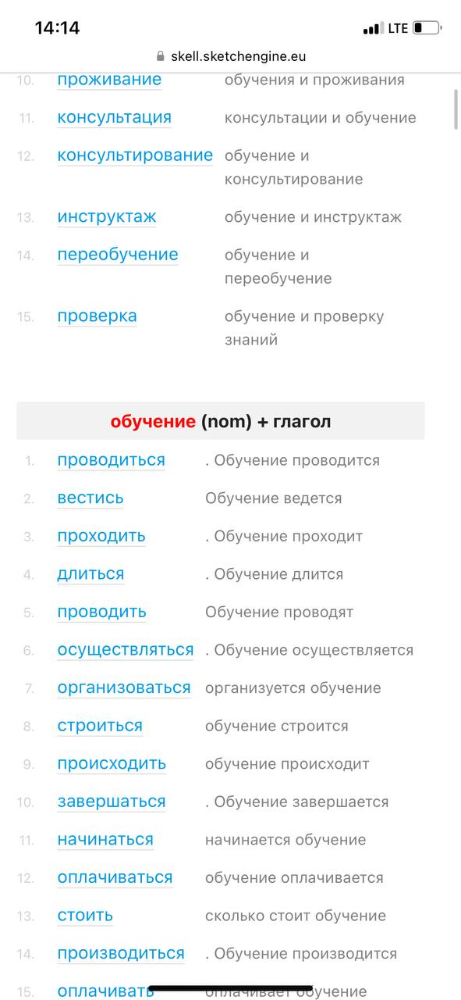 14:14 LTE
skell.sketchengine.eu
10. проживание обучения и проживания
11. консультация консультации и обучение
12. консультирование обучение и
консультирование
13. инструктаж обучение и инструктаж
14. переобучение обучение и
переобучение
15. проверка обучение и проверку
знаний
обучение (nom) + глагол
1. проводиться . Обучение проводится
2. вестись Обучение ведется
3. проходить . Обучение проходит
4. длиться . Обучение длится
5. проводить Обучение проводят
6. осуществляться . Обучение осуществляется
7. организоваться организуется обучение
8. строиться обучение строится
9. происходить обучение происходит
10. завершаться . Обучение завершается
11. начинаться начинается обучение
12. оплачиваться обучение оплачивается
13. стоить сколько стоит обучение
14. производиться . Обучение производится
15. оплачивать оплачивает обучение